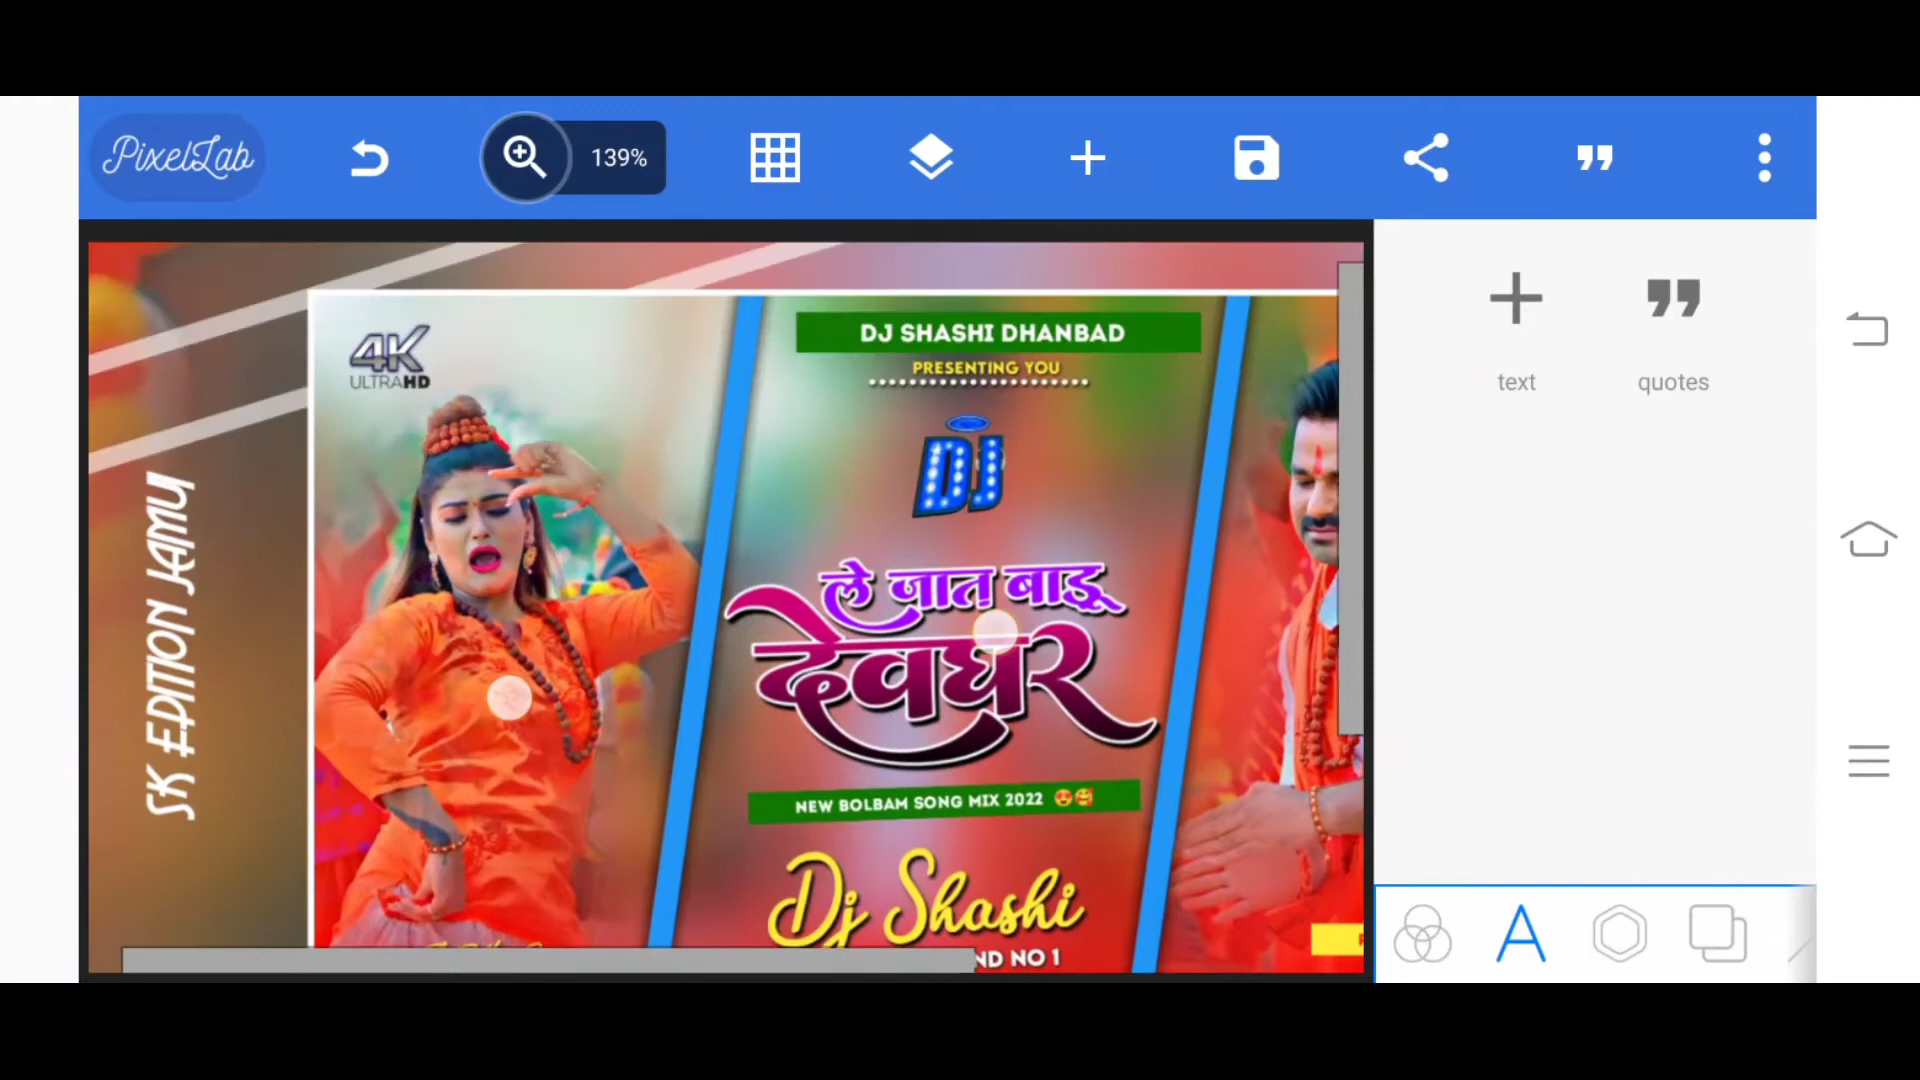 PixelLab
139%
text
quotes
4K
ULTRAHD
DJ SHASHI DHANBAD
PRESENTING YOU
DJ
ले जात बाड़ू
देवघर
NEW BOLBAM SONG MIX 2022 😍🥰
Dj Shashi
ND NO 1
SK EDITION JAMU